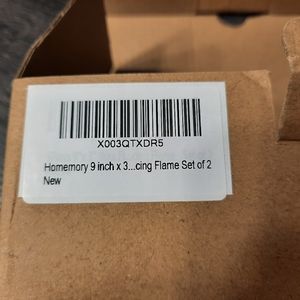 X003QTXDR5
Homemory 9 inch x 3...cing Flame Set of 2
New